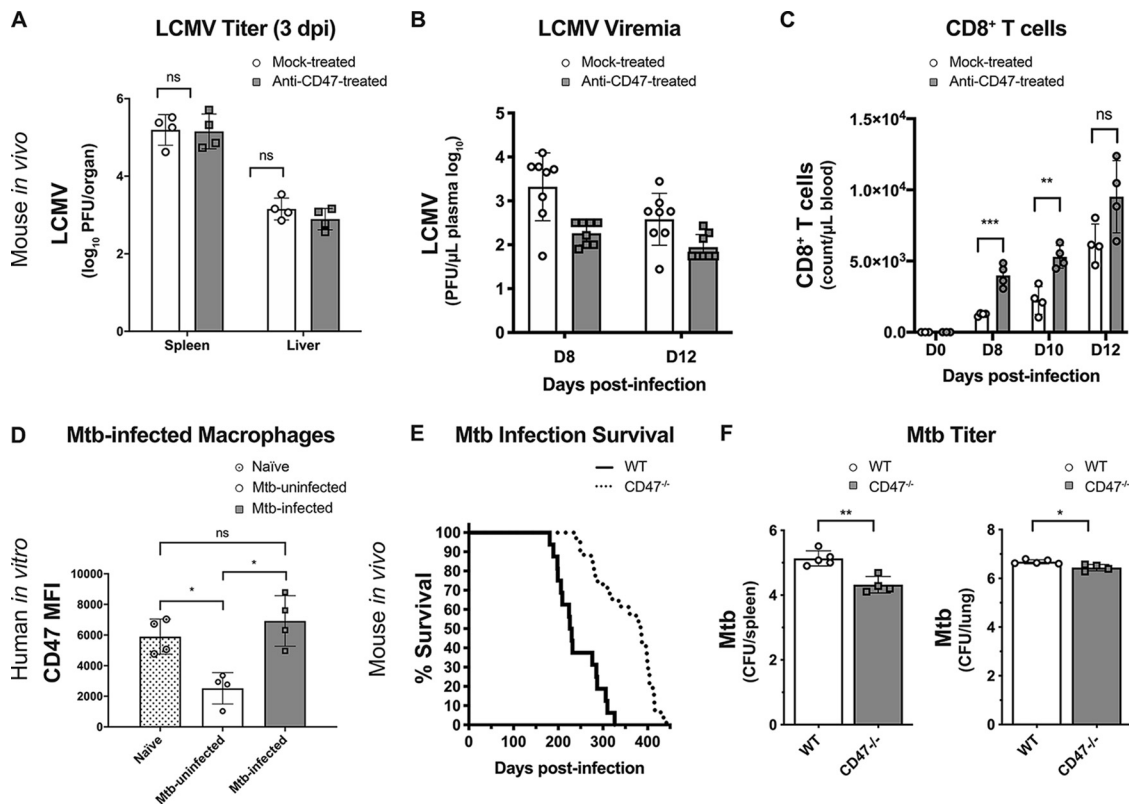 A
LCMV Titer (3 dpi)
Mock-treated
Anti-CD47-treated
ns
ns
Mouse in vivo
LCMV
(log10 PFU/organ)
6
4
2
0
Spleen
Liver
B
LCMV Viremia
Mock-treated
Anti-CD47-treated
LCMV
(PFU/µL plasma log10)
5
4
3
2
1
0
D8
D12
Days post-infection
C
CD8+ T cells
Mock-treated
Anti-CD47-treated
ns
**
***
CD8+ T cells
(count/µL blood)
1.5×10⁴
1.0×10⁴
5.0×10³
0
D0
D8
D10
D12
Days post-infection
D
Mtb-infected Macrophages
Naïve
Mtb-uninfected
Mtb-infected
ns
*
*
Human in vitro
CD47 MFI
10000
8000
6000
4000
2000
0
Naïve
Mtb-uninfected
Mtb-infected
E
Mtb Infection Survival
WT
CD47-/-
Mouse in vivo
% Survival
100
90
80
70
60
50
40
30
20
10
0
0 100 200 300 400
Days post-infection
F
Mtb Titer
WT
CD47-/-
**
Mtb
(CFU/spleen)
6
4
2
0
WT
CD47-/-
WT
CD47-/-
*
Mtb
(CFU/lung)
8
6
4
2
0
WT
CD47-/-